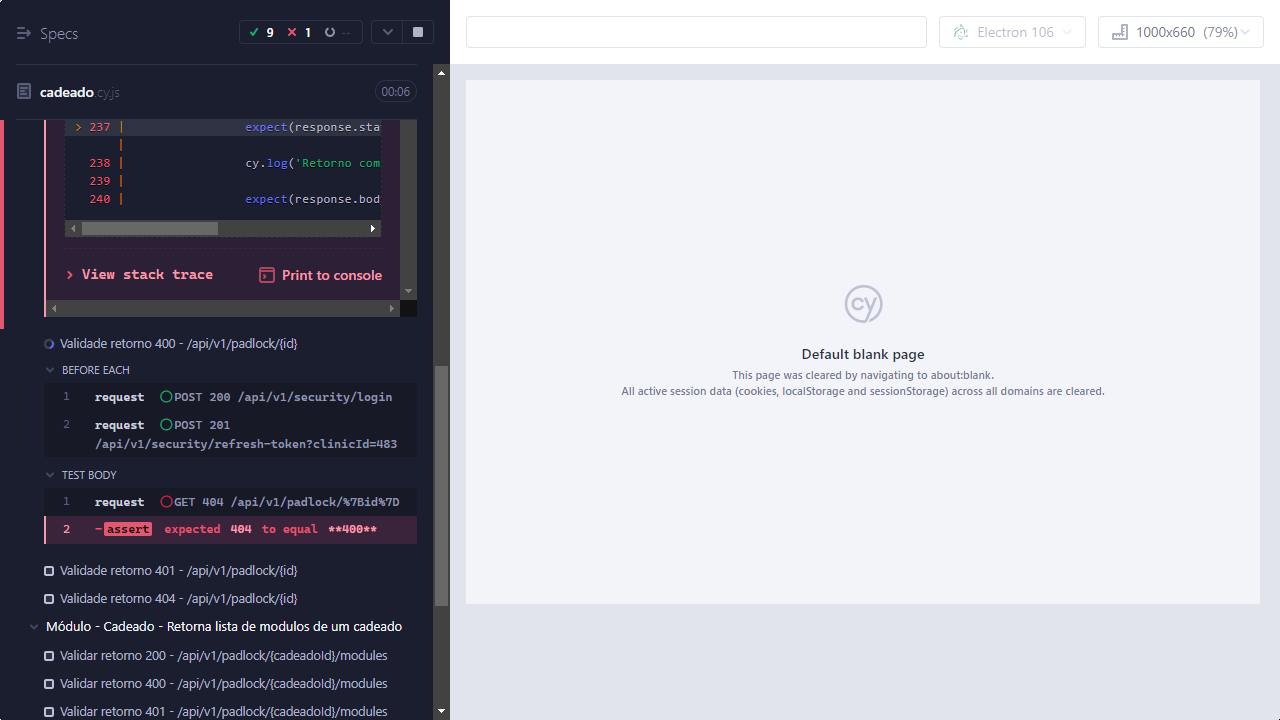 Specs
9
1
--
Electron 106
1000x660 (79%)
cadeado.cy.js
00:06
> 237 | expect(response.sta
|
238 | cy.log('Retorno com
239 |
240 | expect(response.bod
View stack trace
Print to console
Validade retorno 400 - /api/v1/padlock/{id}
BEFORE EACH
1 request POST 200 /api/v1/security/login
2 request POST 201
/api/v1/security/refresh-token?clinicId=483
TEST BODY
1 request GET 404 /api/v1/padlock/%7Bid%7D
2 -assert expected 404 to equal **400**
Validade retorno 401 - /api/v1/padlock/{id}
Validade retorno 404 - /api/v1/padlock/{id}
Módulo - Cadeado - Retorna lista de modulos de um cadeado
Validar retorno 200 - /api/v1/padlock/{cadeadoId}/modules
Validar retorno 400 - /api/v1/padlock/{cadeadoId}/modules
Validar retorno 401 - /api/v1/padlock/{cadeadoId}/modules
cy
Default blank page
This page was cleared by navigating to about:blank.
All active session data (cookies, localStorage and sessionStorage) across all domains are cleared.